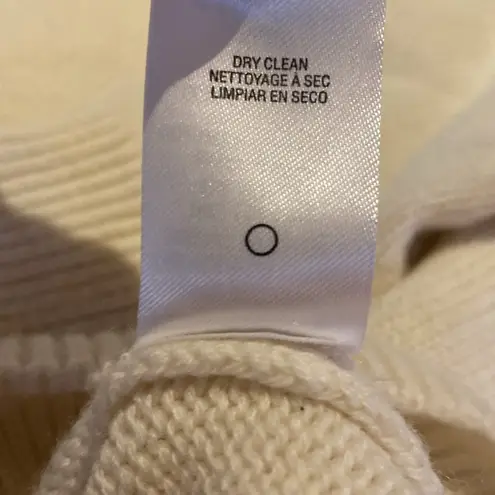 DRY CLEAN
NETTOYAGE À SEC
LIMPIAR EN SECO